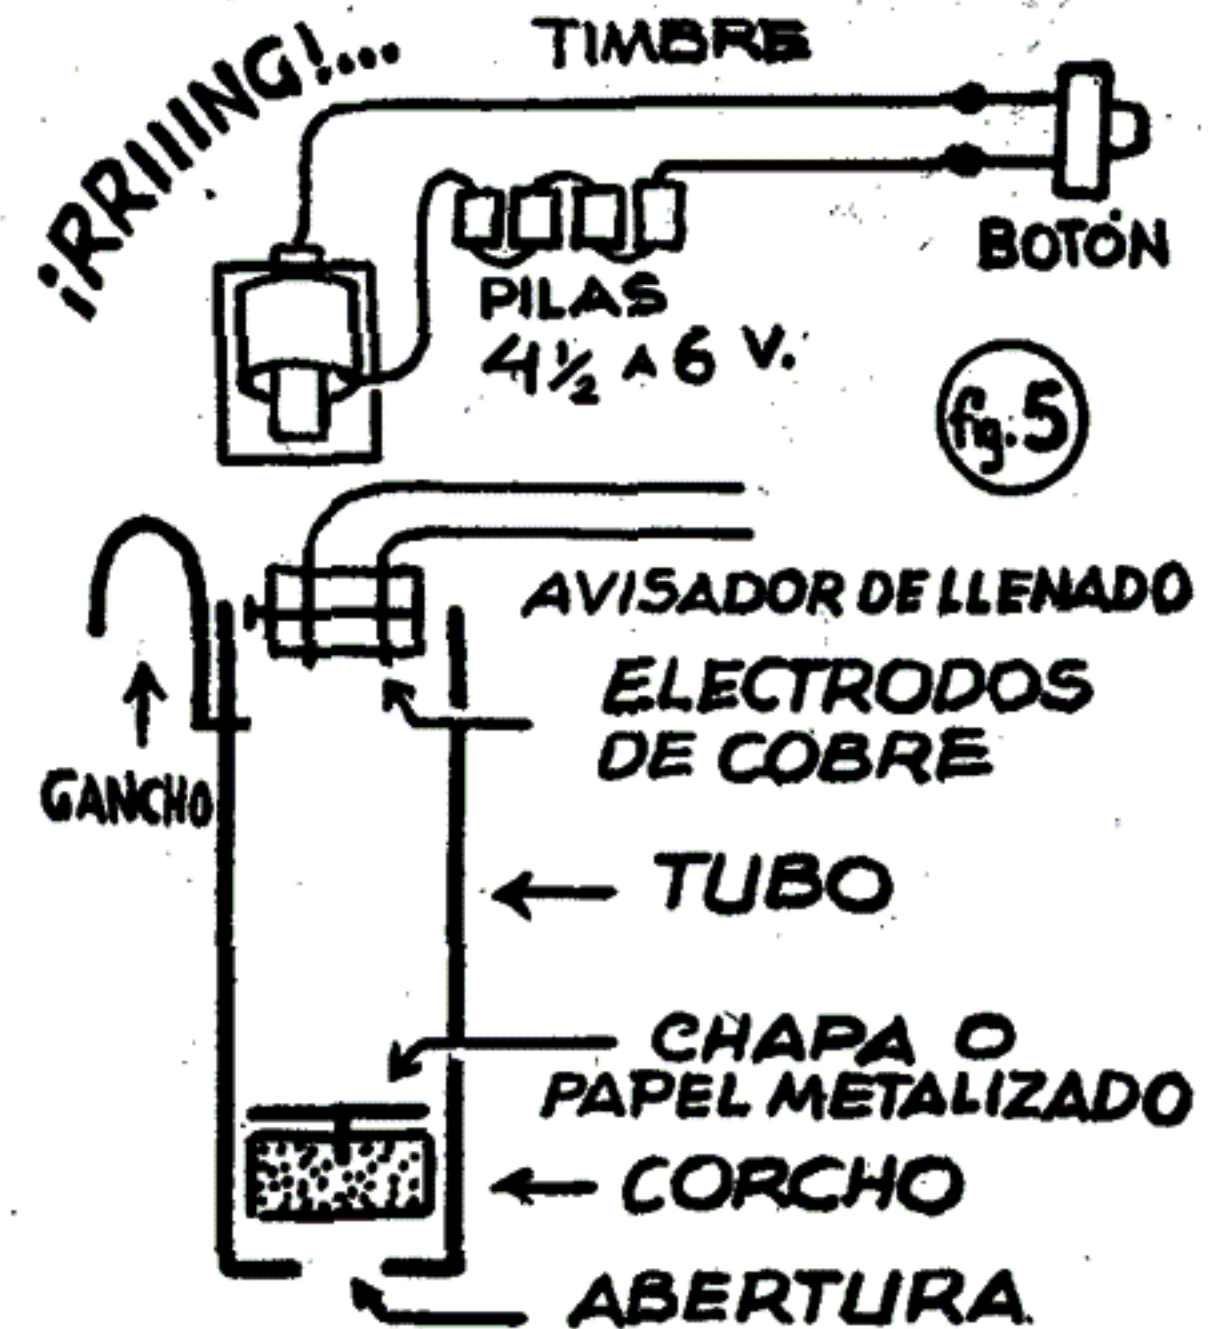 ¡RRIIING!...
TIMBRE
BOTÓN
PILAS
4½ A 6 V.
fig.5
AVISADOR DE LLENADO
ELECTRODOS
DE COBRE
GANCHO
TUBO
CHAPA O
PAPEL METALIZADO
CORCHO
ABERTURA